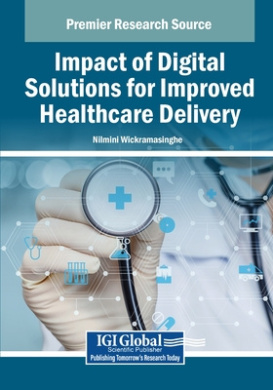 Premier Research Source
Impact of Digital
Solutions for Improved
Healthcare Delivery
Nilmini Wickramasinghe
IGI Global
Scientific Publisher
Publishing Tomorrow's Research Today